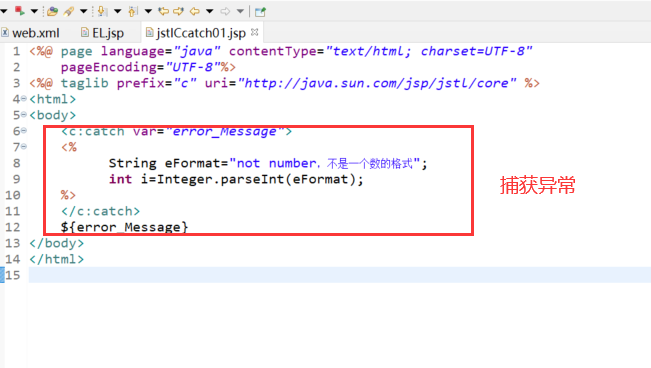 web.xml EL.jsp jstlCcatch01.jsp
1 <%@ page language="java" contentType="text/html; charset=UTF-8"
2 pageEncoding="UTF-8"%>
3 <%@ taglib prefix="c" uri="http://java.sun.com/jsp/jstl/core" %>
4 <html>
5 <body>
6 <c:catch var="error_Message">
7 <%
8 String eFormat="not number，不是一个数的格式";
9 int i=Integer.parseInt(eFormat);
10 %>
捕获异常
11 </c:catch>
12 ${error_Message}
13 </body>
14 </html>
15